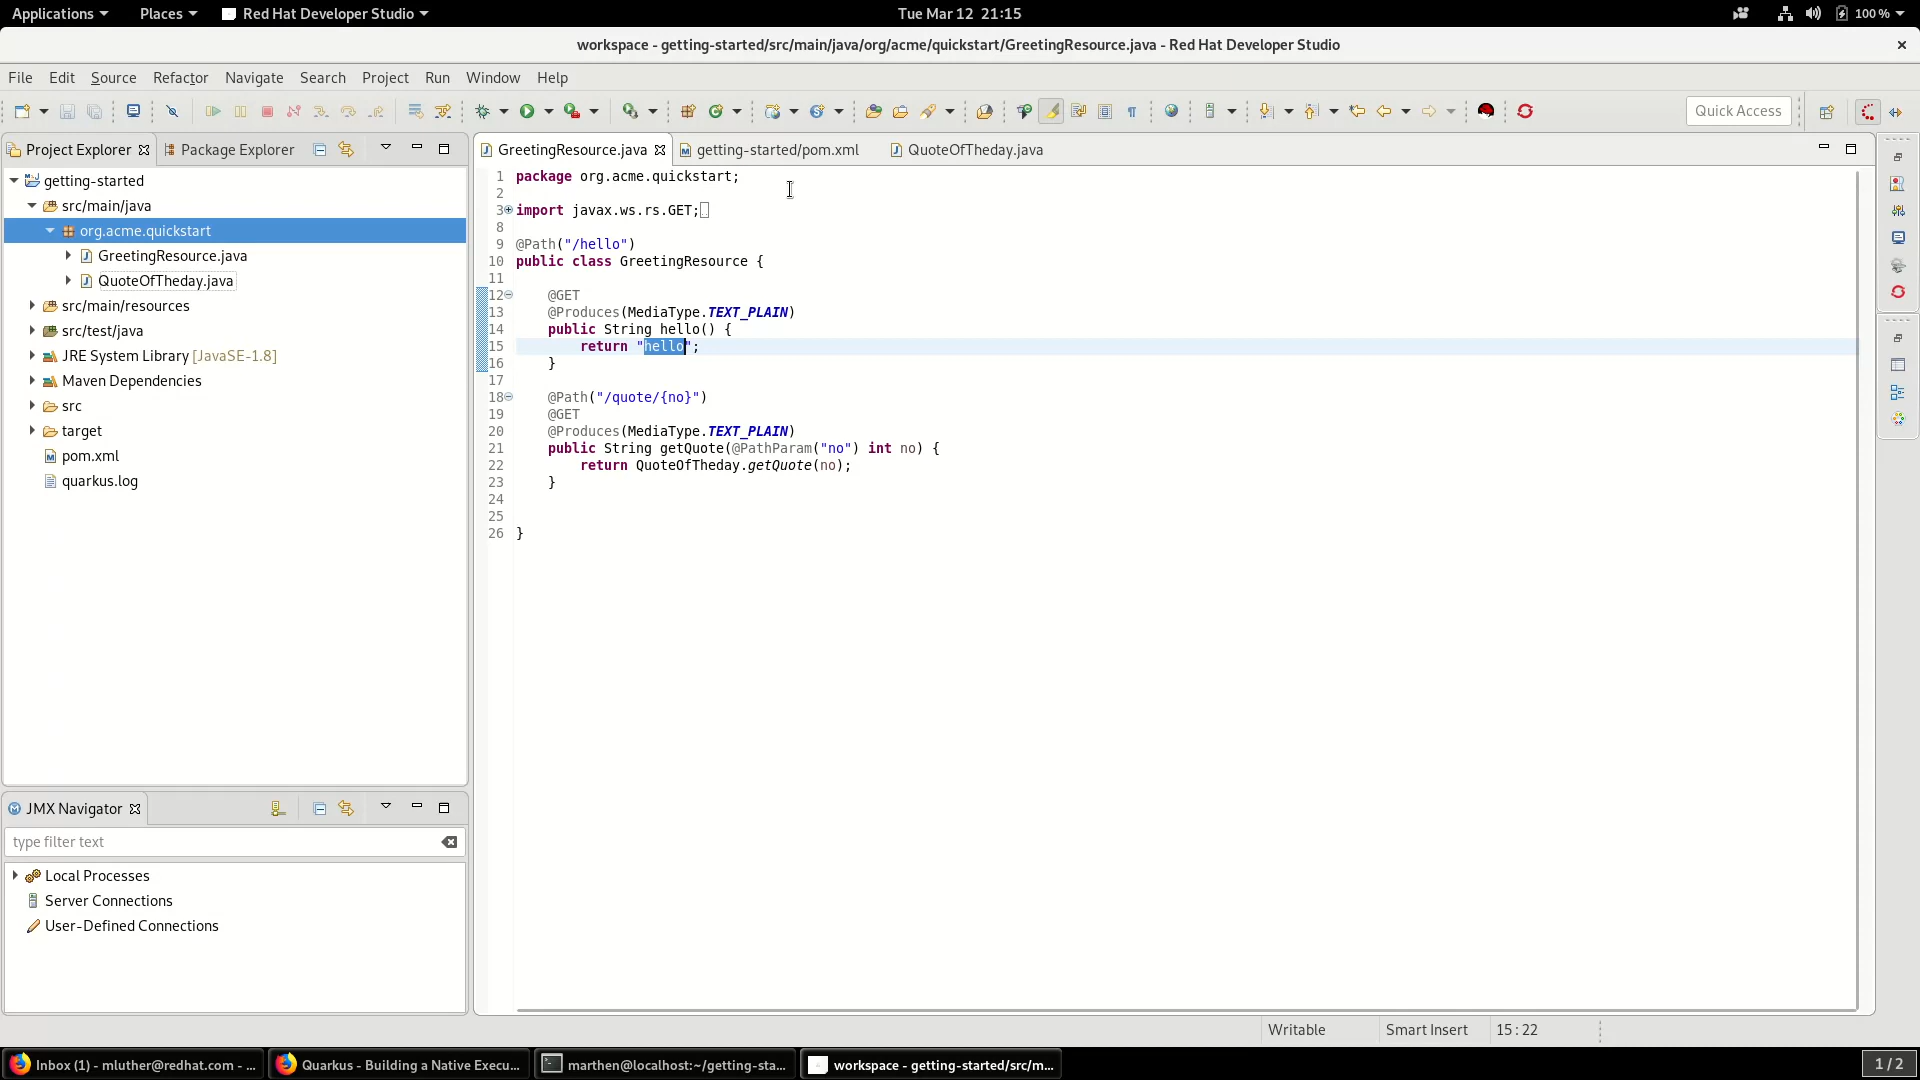 Applications Places Red Hat Developer Studio Tue Mar 12 21:15 100 %
workspace - getting-started/src/main/java/org/acme/quickstart/GreetingResource.java - Red Hat Developer Studio
File Edit Source Refactor Navigate Search Project Run Window Help
Quick Access
Project Explorer Package Explorer
getting-started
src/main/java
org.acme.quickstart
GreetingResource.java
QuoteOfTheday.java
src/main/resources
src/test/java
JRE System Library [JavaSE-1.8]
Maven Dependencies
src
target
pom.xml
quarkus.log
JMX Navigator
type filter text
Local Processes
Server Connections
User-Defined Connections
GreetingResource.java getting-started/pom.xml QuoteOfTheday.java
1 package org.acme.quickstart;
2
3 import javax.ws.rs.GET;
8
9 @Path("/hello")
10 public class GreetingResource {
11
12 @GET
13 @Produces(MediaType.TEXT_PLAIN)
14 public String hello() {
15 return "hello";
16 }
17
18 @Path("/quote/{no}")
19 @GET
20 @Produces(MediaType.TEXT_PLAIN)
21 public String getQuote(@PathParam("no") int no) {
22 return QuoteOfTheday.getQuote(no);
23 }
24
25
26 }
Writable Smart Insert 15 : 22
Inbox (1) - mluther@redhat.com - ... Quarkus - Building a Native Execu... marthen@localhost:~/getting-sta... workspace - getting-started/src/m... 1 / 2